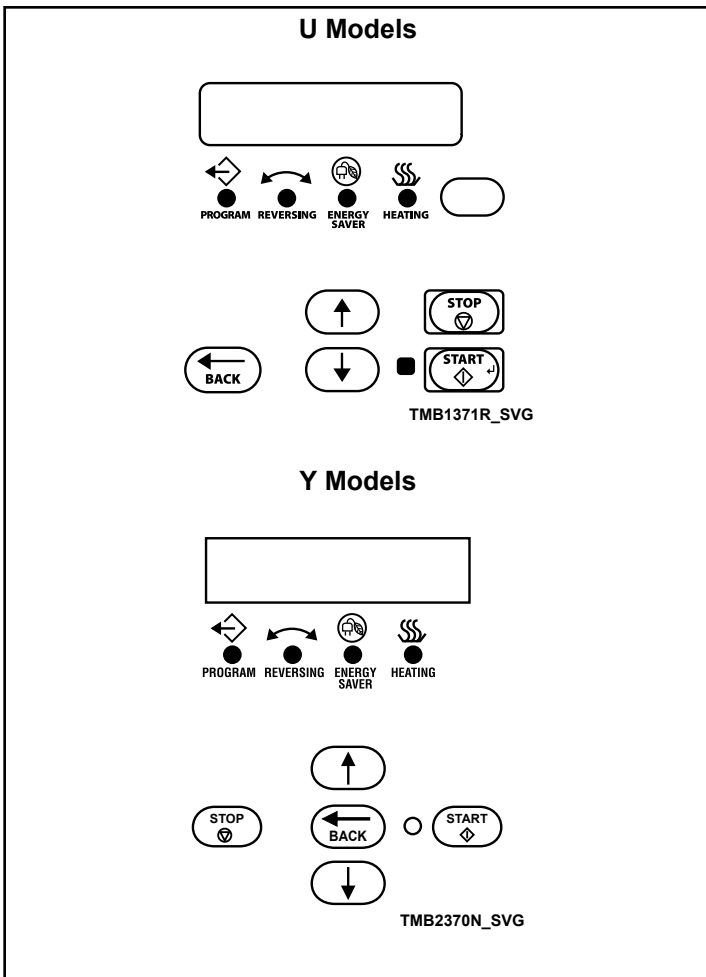 U Models
PROGRAM REVERSING ENERGY SAVER HEATING
STOP
BACK
START
TMB1371R_SVG
Y Models
PROGRAM REVERSING ENERGY SAVER HEATING
STOP
BACK
START
TMB2370N_SVG